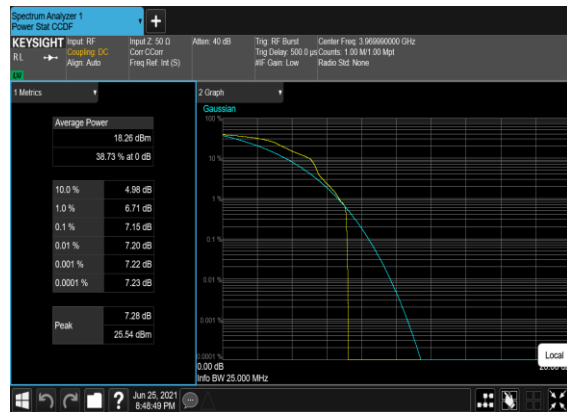 Spectrum Analyzer 1
Power Stat CCDF
+
KEYSIGHT
RL
LXI
Input: RF
Coupling: DC
Align: Auto
Input Z: 50 Ω
Corr CCorr
Freq Ref: Int (S)
Atten: 40 dB
Trig: RF Burst
Trig Delay: 500.0 µs
#IF Gain: Low
Center Freq: 3.969990000 GHz
Counts: 1.00 M/1.00 Mpt
Radio Std: None
1 Metrics
Average Power
18.26 dBm
38.73 % at 0 dB
10.0 % 4.98 dB
1.0 % 6.71 dB
0.1 % 7.15 dB
0.01 % 7.20 dB
0.001 % 7.22 dB
0.0001 % 7.23 dB
Peak
7.28 dB
25.54 dBm
2 Graph
Gaussian
100 %
10 %
1 %
0.1 %
0.01 %
0.001 %
0.0001 %
0.00 dB
Info BW 25.000 MHz
Local
?
Jun 25, 2021
8:48:49 PM